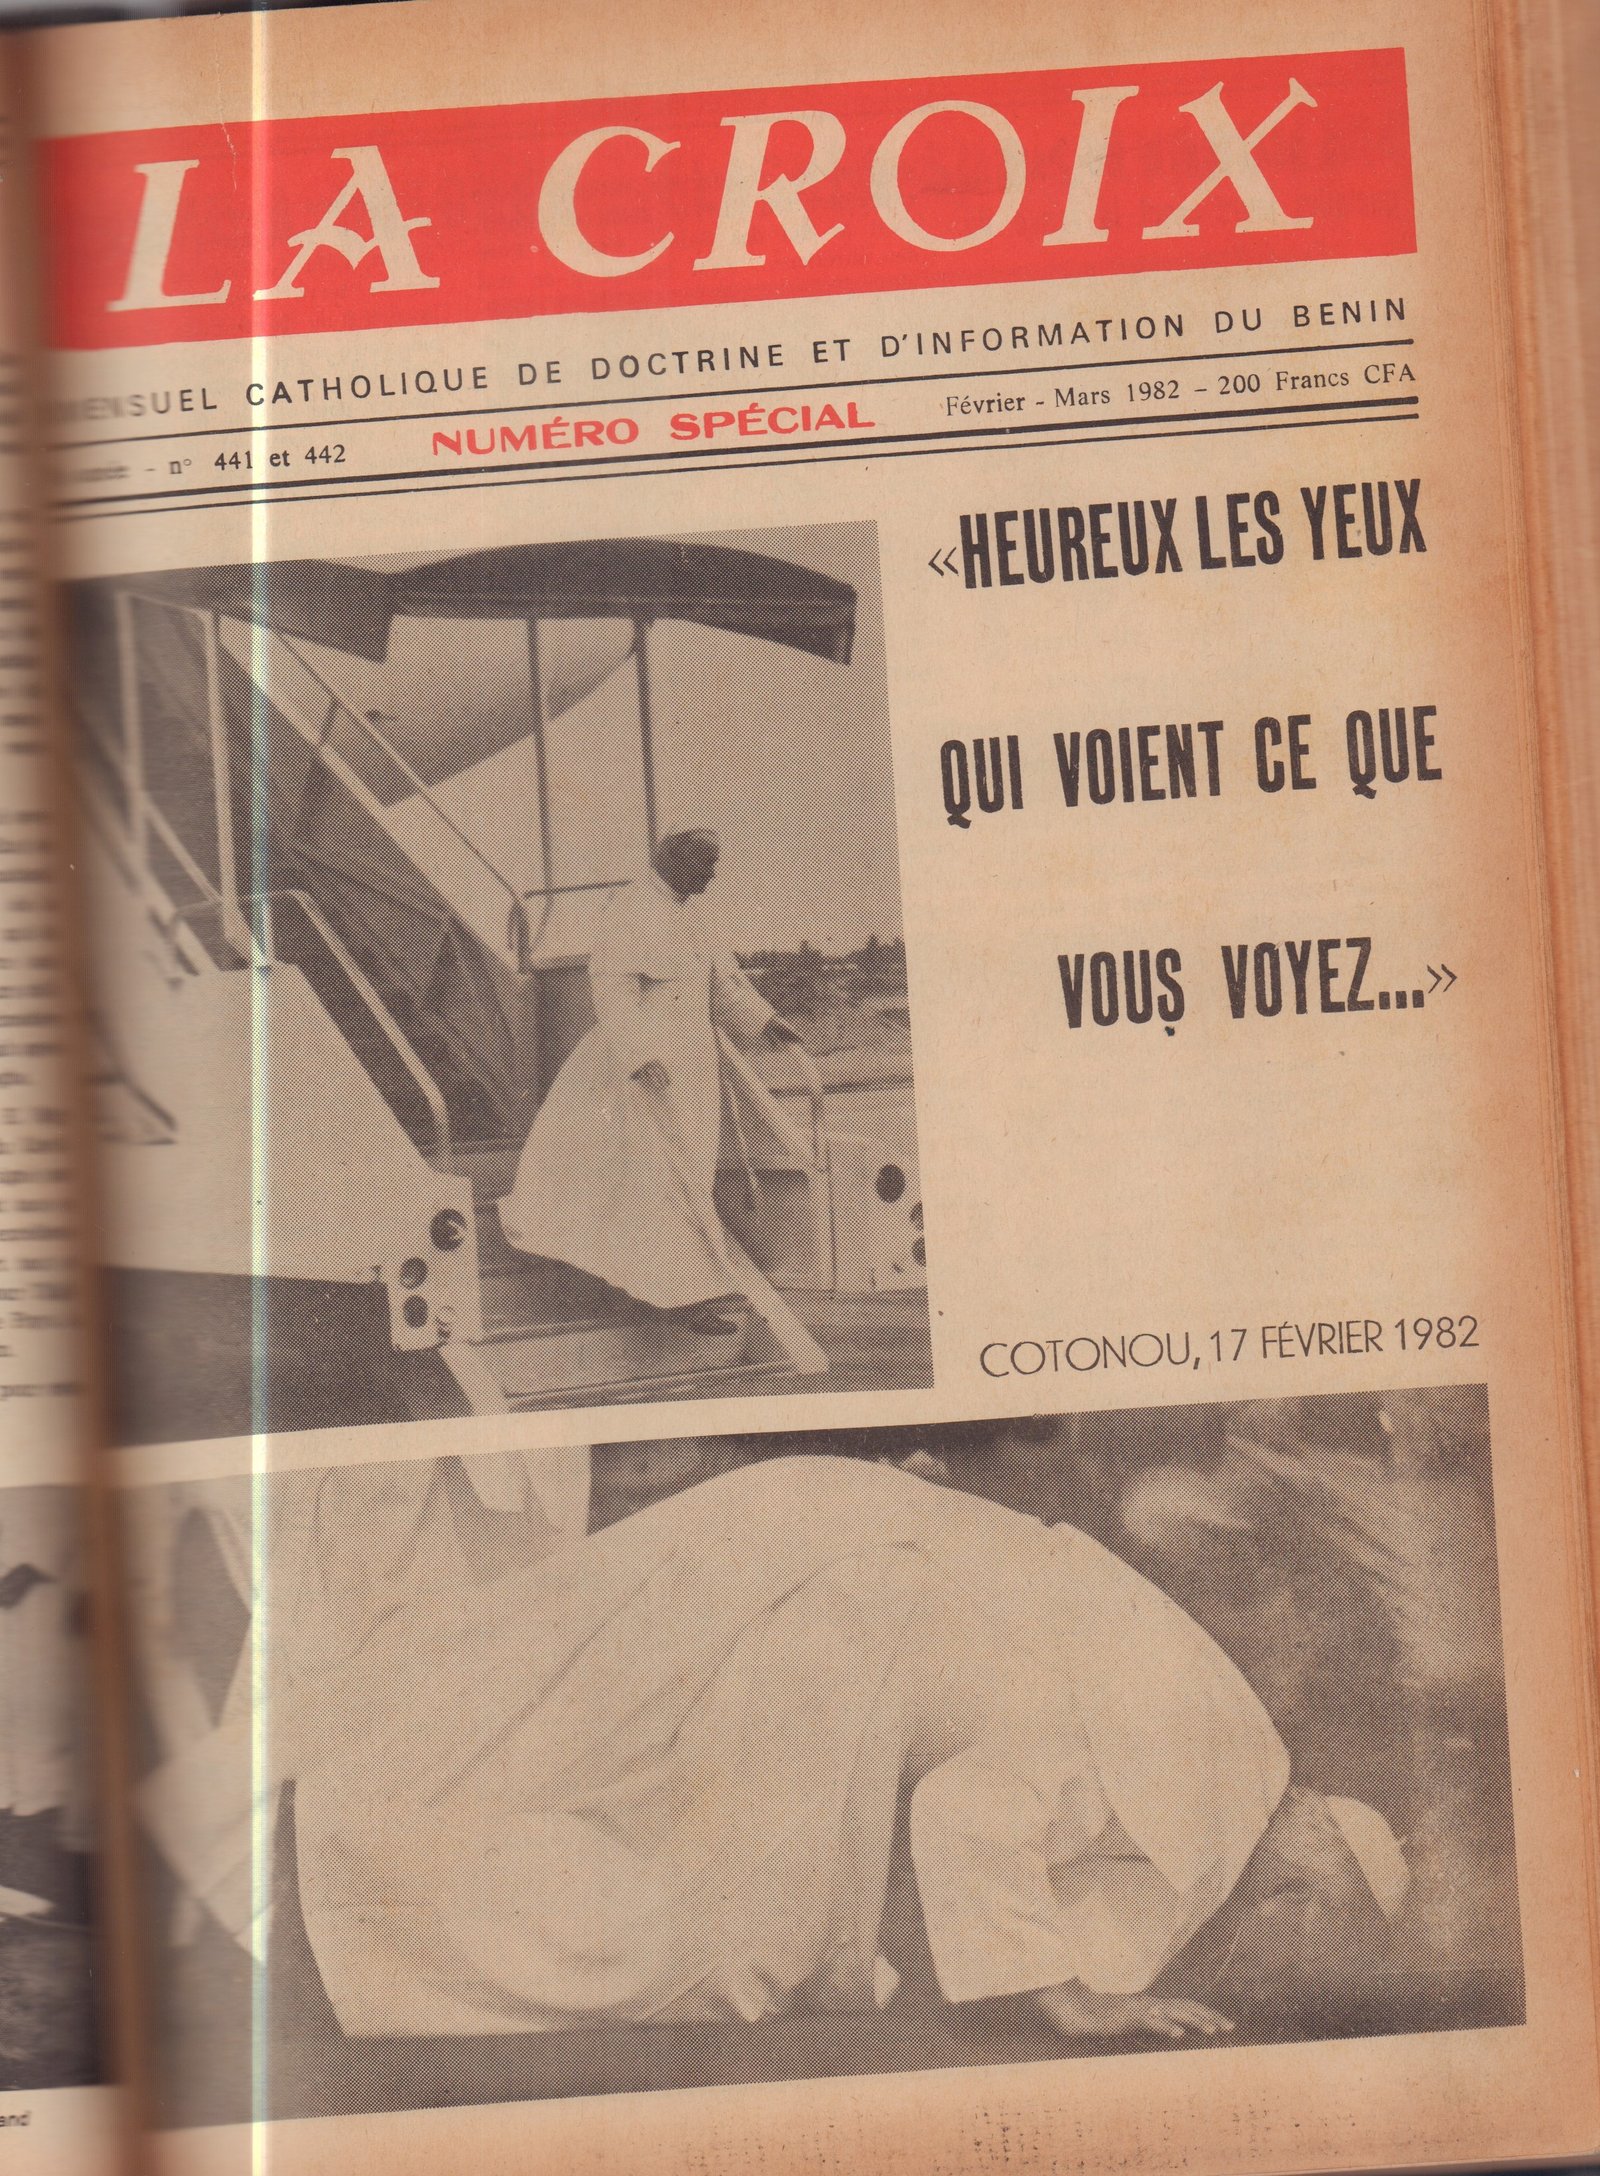 LA CROIX
MENSUEL CATHOLIQUE DE DOCTRINE ET D'INFORMATION DU BENIN
n° 441 et 442 NUMÉRO SPÉCIAL Février - Mars 1982 – 200 Francs CFA
«HEUREUX LES YEUX
QUI VOIENT CE QUE
VOUS VOYEZ...»
COTONOU, 17 FÉVRIER 1982